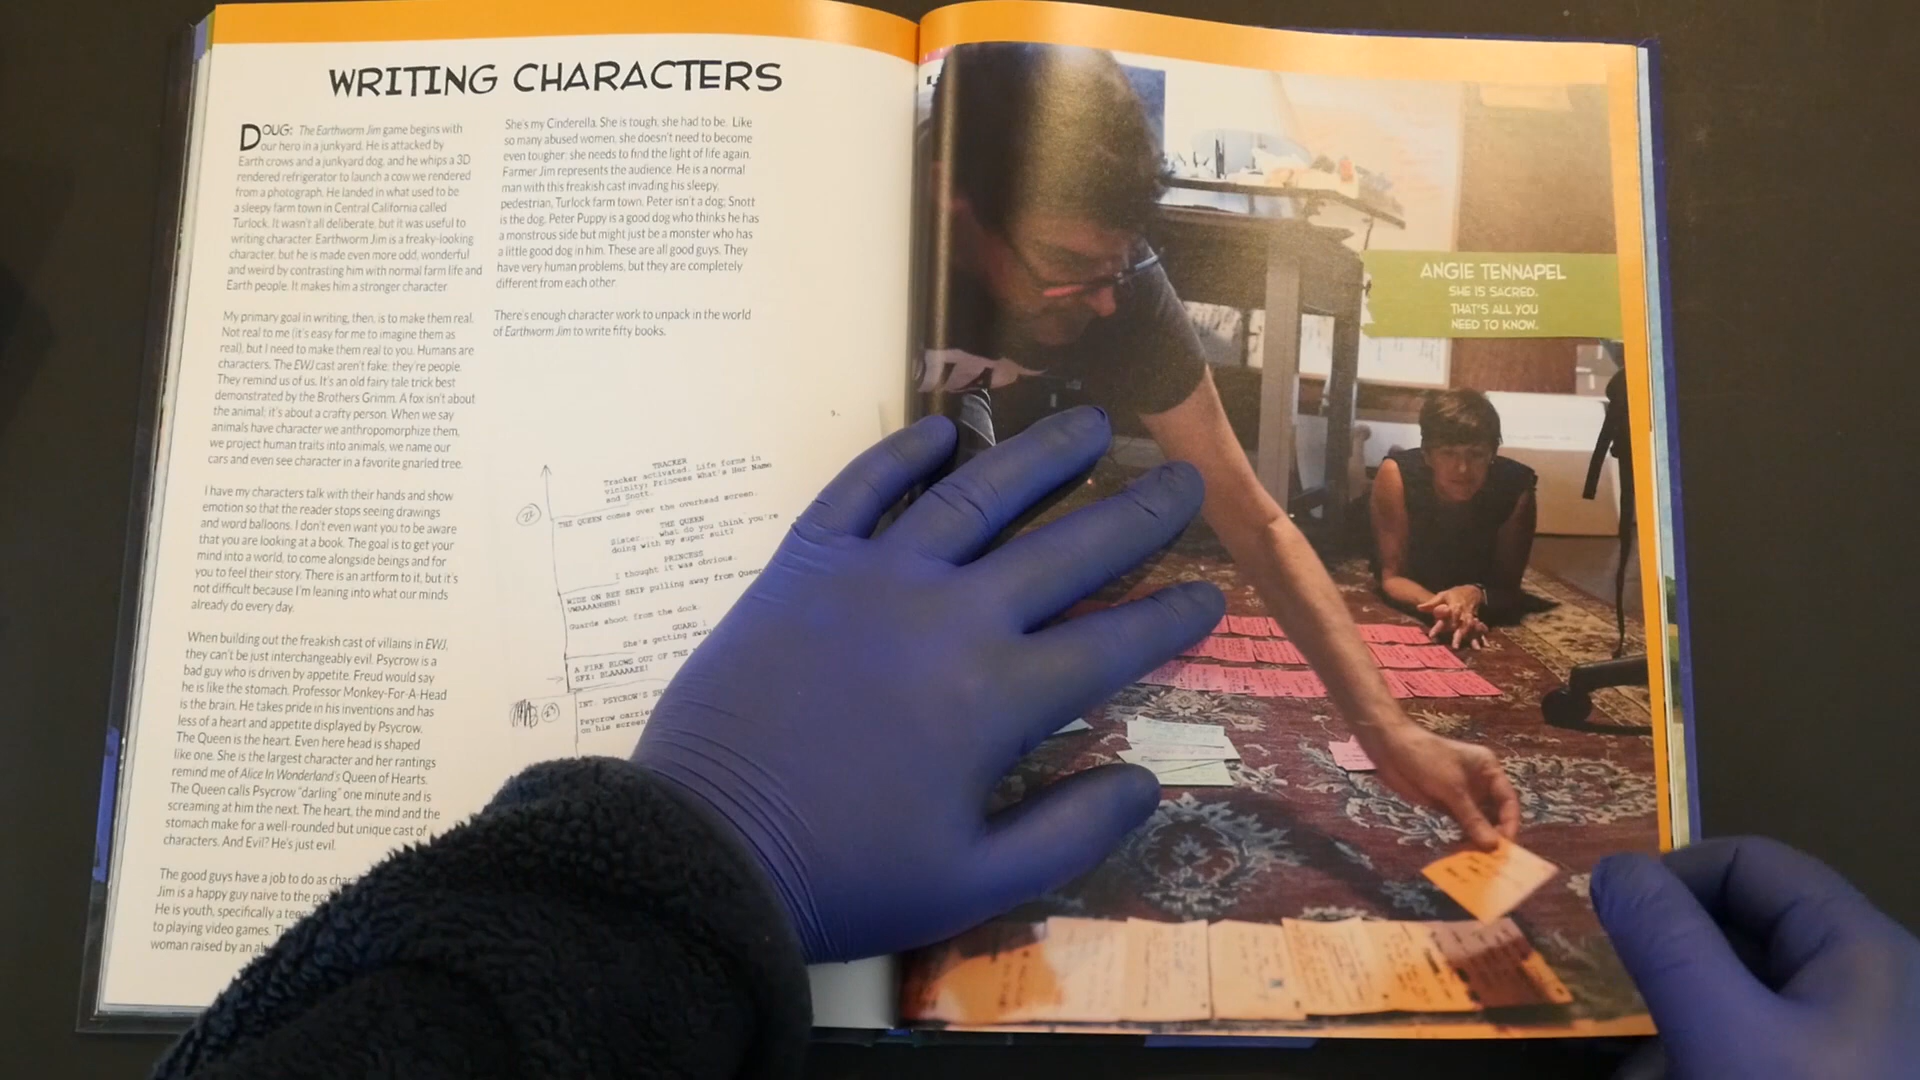 WRITING CHARACTERS
DOUG: The Earthworm Jim game begins with
our hero in a junkyard. He is attacked by
Earth crows and a junkyard dog, and he whips a 3D
rendered refrigerator to launch a cow we rendered
from a photograph. He landed in what used to be
a sleepy farm town in Central California called
Turlock. It wasn't all deliberate, but it was useful to
writing character. Earthworm Jim is a freaky-looking
character, but he is made even more odd, wonderful
and weird by contrasting him with normal farm life and
Earth people. It makes him a stronger character.
My primary goal in writing, then, is to make them real.
Not real to me (it's easy for me to imagine them as
real), but I need to make them real to you. Humans are
characters. The EWJ cast aren't fake; they're people.
They remind us of us. It's an old fairy tale trick best
demonstrated by the Brothers Grimm. A fox isn't about
the animal; it's about a crafty person. When we say
animals have character we anthropomorphize them,
we project human traits into animals, we name our
cars and even see character in a favorite gnarled tree.
I have my characters talk with their hands and show
emotion so that the reader stops seeing drawings
and word balloons. I don't even want you to be aware
that you are looking at a book. The goal is to get your
mind into a world, to come alongside beings and for
you to feel their story. There is an artform to it, but it's
not difficult because I'm leaning into what our minds
already do every day.
When building out the freakish cast of villains in EWJ,
they can't be just interchangeably evil. Psycrow is a
bad guy who is driven by appetite. Freud would say
he is like the stomach. Professor Monkey-For-A-Head
is the brain. He takes pride in his inventions and has
less of a heart and appetite displayed by Psycrow.
The Queen is the heart. Even here head is shaped
like one. She is the largest character and her rantings
remind me of Alice In Wonderland's Queen of Hearts.
The Queen calls Psycrow "darling" one minute and is
screaming at him the next. The heart, the mind and the
stomach make for a well-rounded but unique cast of
characters. And Evil? He's just evil.
The good guys have a job to do as
Jim is a happy guy naive to the
He is youth, specifically a
to playing video games.
woman raised by an
She's my Cinderella. She is tough; she had to be. Like
so many abused women, she doesn't need to become
even tougher; she needs to find the light of life again.
Farmer Jim represents the audience. He is a normal
man with this freakish cast invading his sleepy,
pedestrian, Turlock farm town. Peter isn't a dog; Snott
is the dog. Peter Puppy is a good dog who thinks he has
a monstrous side but might just be a monster who has
a little good dog in him. These are all good guys. They
have very human problems, but they are completely
different from each other.
There's enough character work to unpack in the world
of Earthworm Jim to write fifty books.
TRACKER
Tracker activated. Life forms in
vicinity: Princess What's Her Name
and Snott.
22
THE QUEEN comes over the overhead screen.
THE QUEEN
Sister... what do you think you're
doing with my super suit?
PRINCESS
I thought it was obvious.
WIDE ON BEE SHIP pulling away from Queen
Guards shoot from the dock.
GUARD 1
She's getting away
A FIRE BLOWS OUT OF THE
SFX: BLAAAAZE!
23
INT. PSYCROW'S
Psycrow
on his screen
ANGIE TENNAPEL
SHE IS SACRED.
THAT'S ALL YOU
NEED TO KNOW.